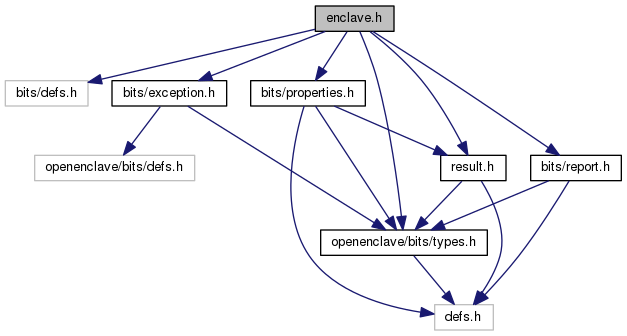 enclave.h
bits/defs.h
bits/exception.h
bits/properties.h
openenclave/bits/defs.h
result.h
bits/report.h
openenclave/bits/types.h
defs.h